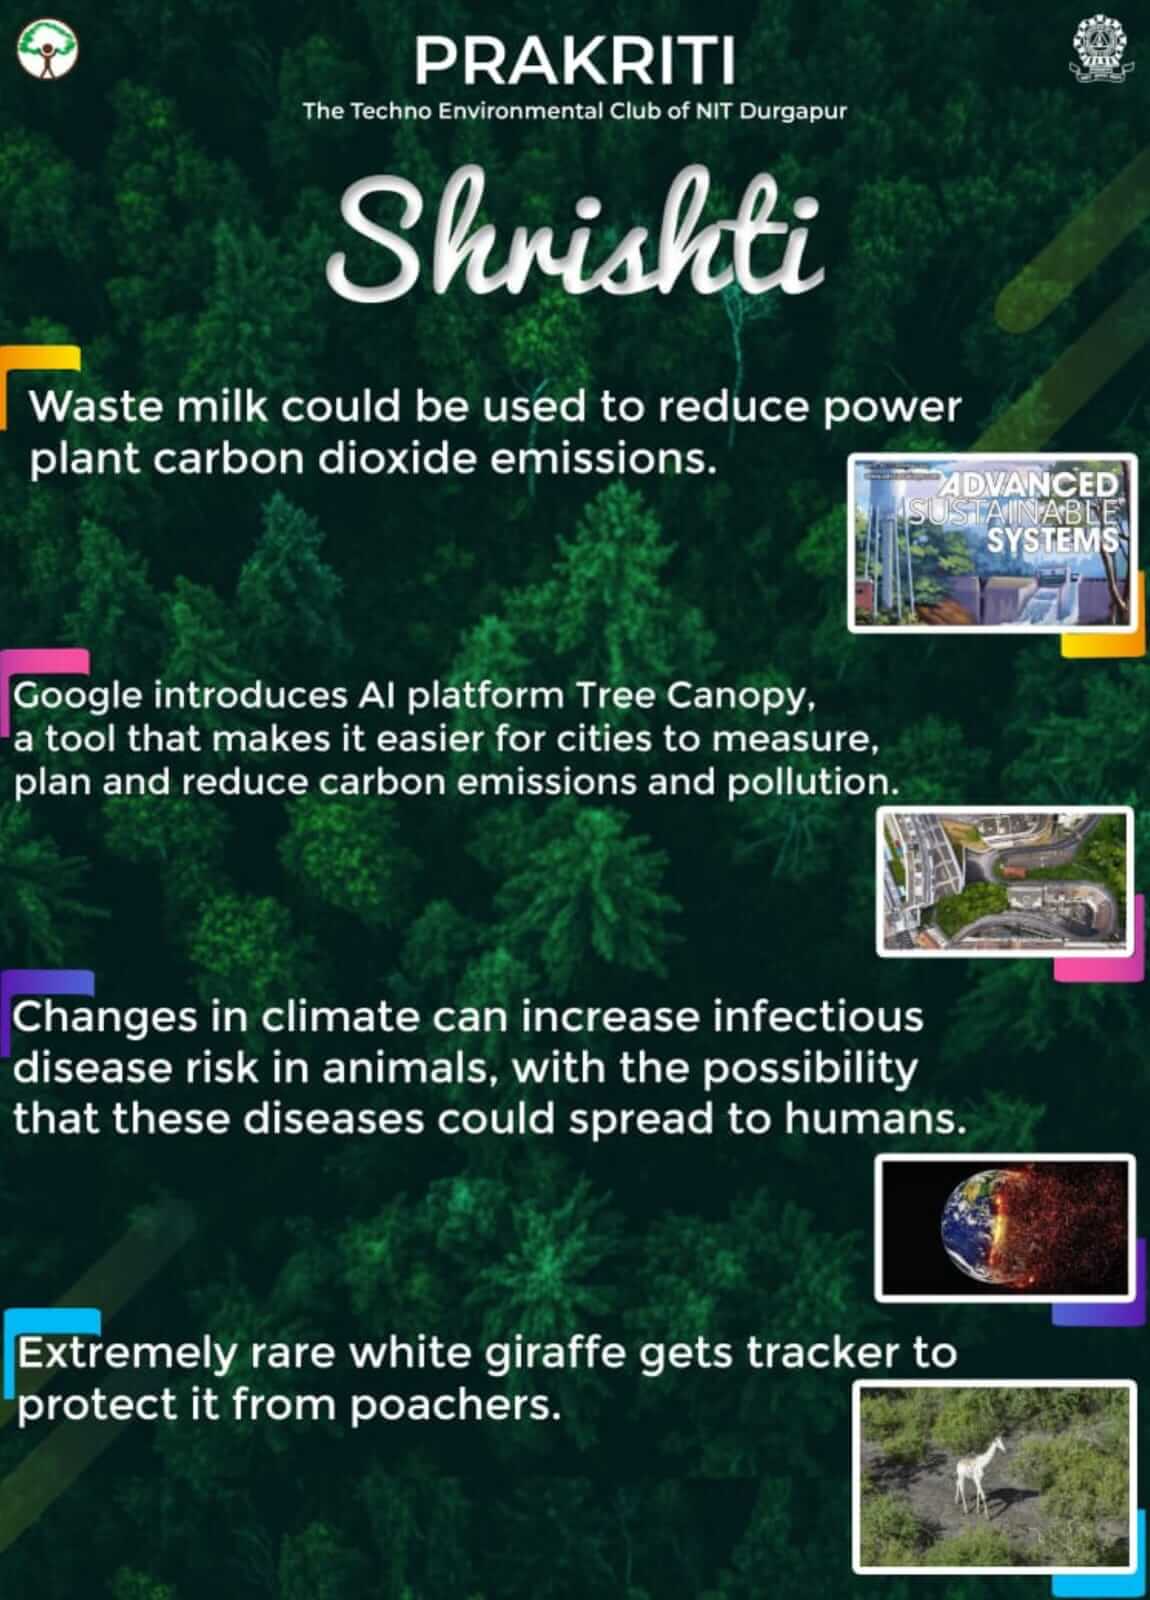 PRAKRITI
The Techno Environmental Club of NIT Durgapur
Shrishti
Waste milk could be used to reduce power
plant carbon dioxide emissions.
ADVANCED
SUSTAINABLE
SYSTEMS
Google introduces AI platform Tree Canopy,
a tool that makes it easier for cities to measure,
plan and reduce carbon emissions and pollution.
Changes in climate can increase infectious
disease risk in animals, with the possibility
that these diseases could spread to humans.
Extremely rare white giraffe gets tracker to
protect it from poachers.